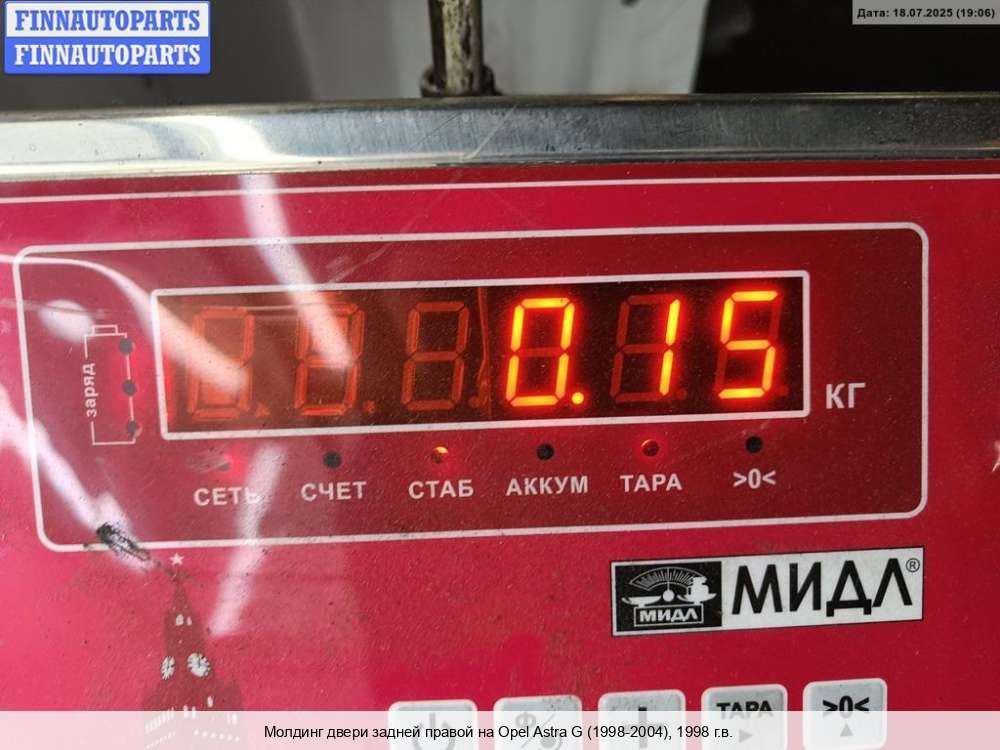 FINNAUTOPARTS
FINNAUTOPARTS
Дата: 18.07.2025 (19:06)
0.15
КГ
заряд
СЕТЬ СЧЕТ СТАБ АККУМ ТАРА >0<
МИДЛ
МИДЛ®
ТАРА >0<
Молдинг двери задней правой на Opel Astra G (1998-2004), 1998 г.в.